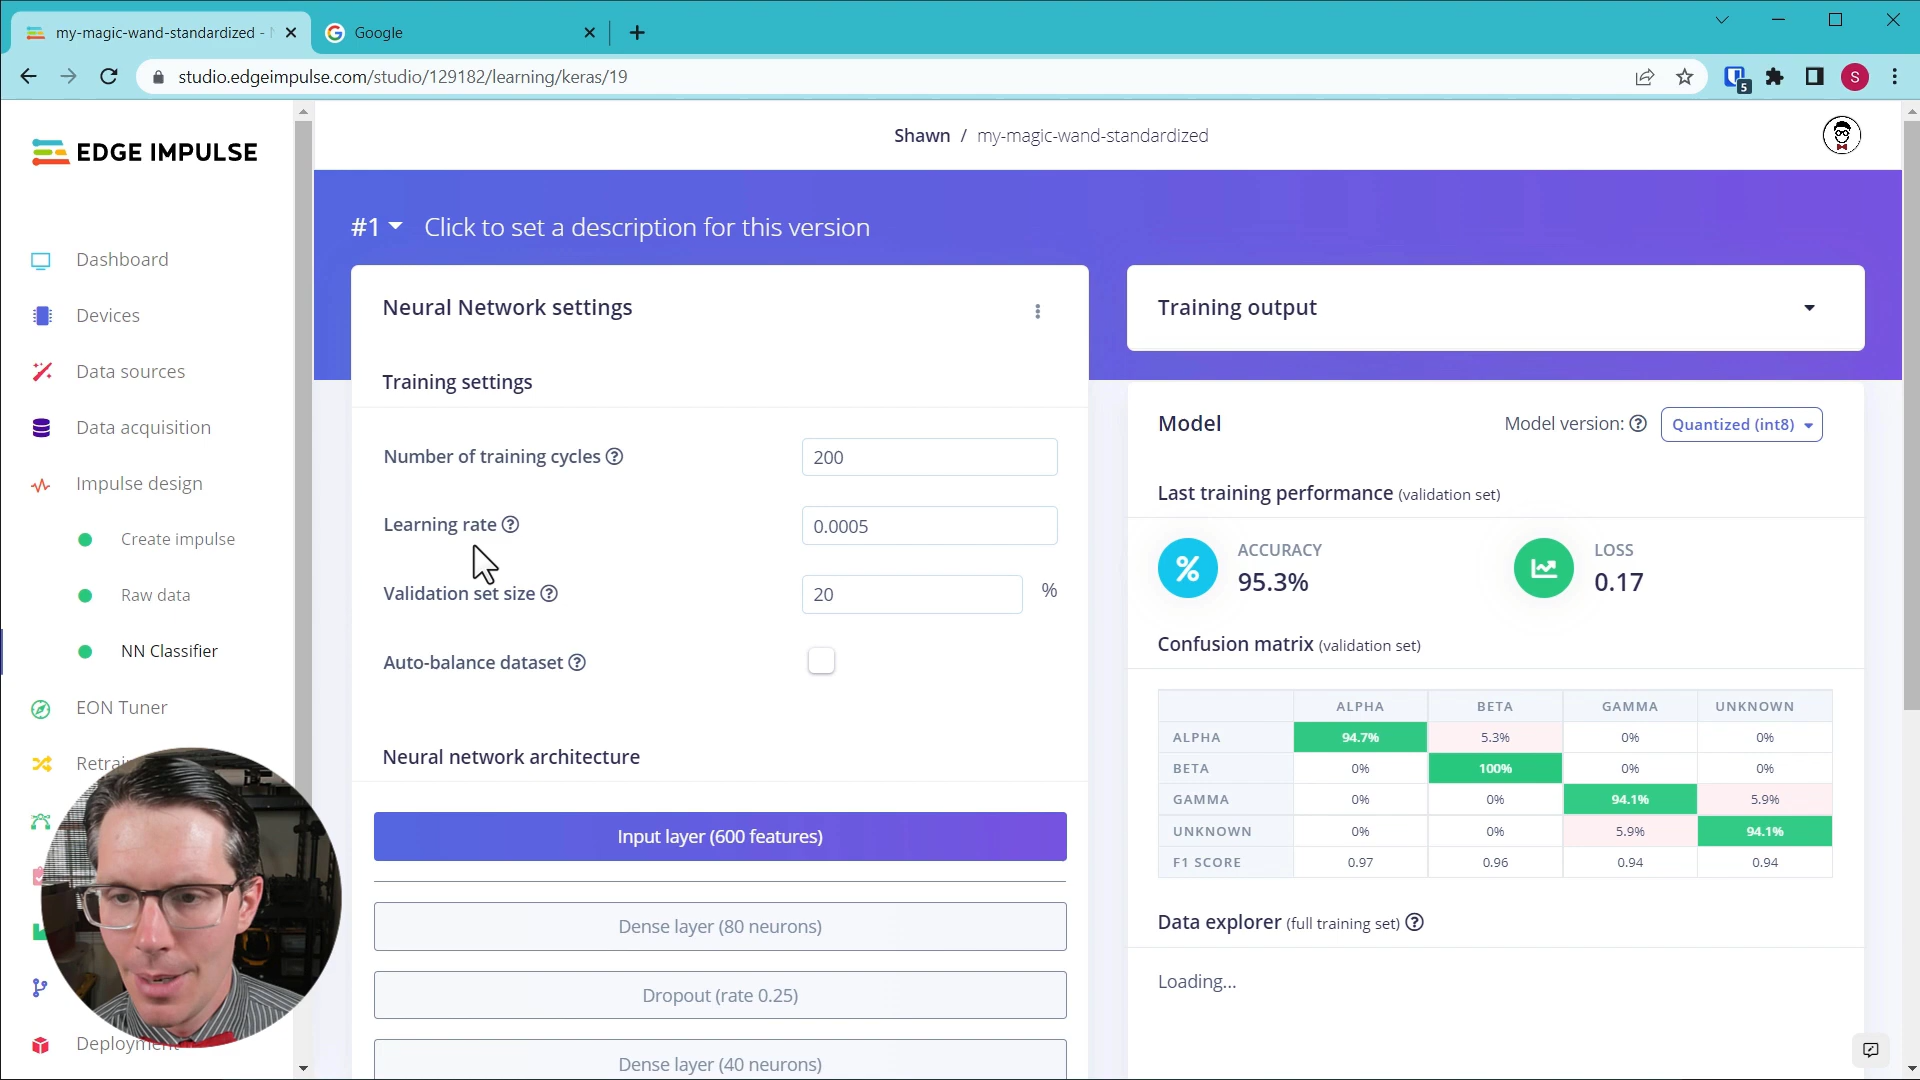 my-magic-wand-standardized -
Google
studio.edgeimpulse.com/studio/129182/learning/keras/19
5
S
EDGE IMPULSE
Shawn / my-magic-wand-standardized
#1 Click to set a description for this version
Dashboard
Devices
Data sources
Data acquisition
Impulse design
Create impulse
Raw data
NN Classifier
EON Tuner
Deployment
Neural Network settings
Training settings
Number of training cycles ?
200
Learning rate ?
0.0005
Validation set size ?
20
%
Auto-balance dataset ?
Neural network architecture
Input layer (600 features)
Dense layer (80 neurons)
Dropout (rate 0.25)
Dense layer (40 neurons)
Training output
Model
Model version: ? Quantized (int8)
Last training performance (validation set)
%
ACCURACY
95.3%
LOSS
0.17
Confusion matrix (validation set)
ALPHA BETA GAMMA UNKNOWN
ALPHA 94.7% 5.3% 0% 0%
BETA 0% 100% 0% 0%
GAMMA 0% 0% 94.1% 5.9%
UNKNOWN 0% 0% 5.9% 94.1%
F1 SCORE 0.97 0.96 0.94 0.94
Data explorer (full training set) ?
Loading...